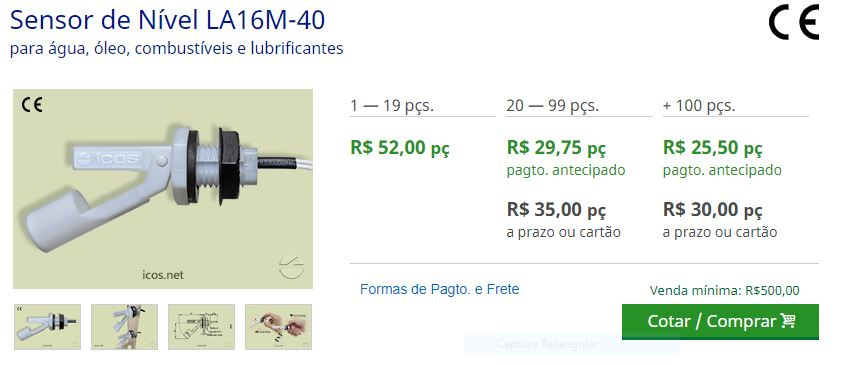 Sensor de Nível LA16M-40
para água, óleo, combustíveis e lubrificantes
CE
CE
icos
icos.net
1 — 19 pçs.
20 — 99 pçs.
+ 100 pçs.
R$ 52,00 pç
R$ 29,75 pç
R$ 25,50 pç
pagto. antecipado
pagto. antecipado
R$ 35,00 pç
R$ 30,00 pç
a prazo ou cartão
a prazo ou cartão
Formas de Pagto. e Frete
Venda mínima: R$500,00
Cotar / Comprar
Captura Retangular